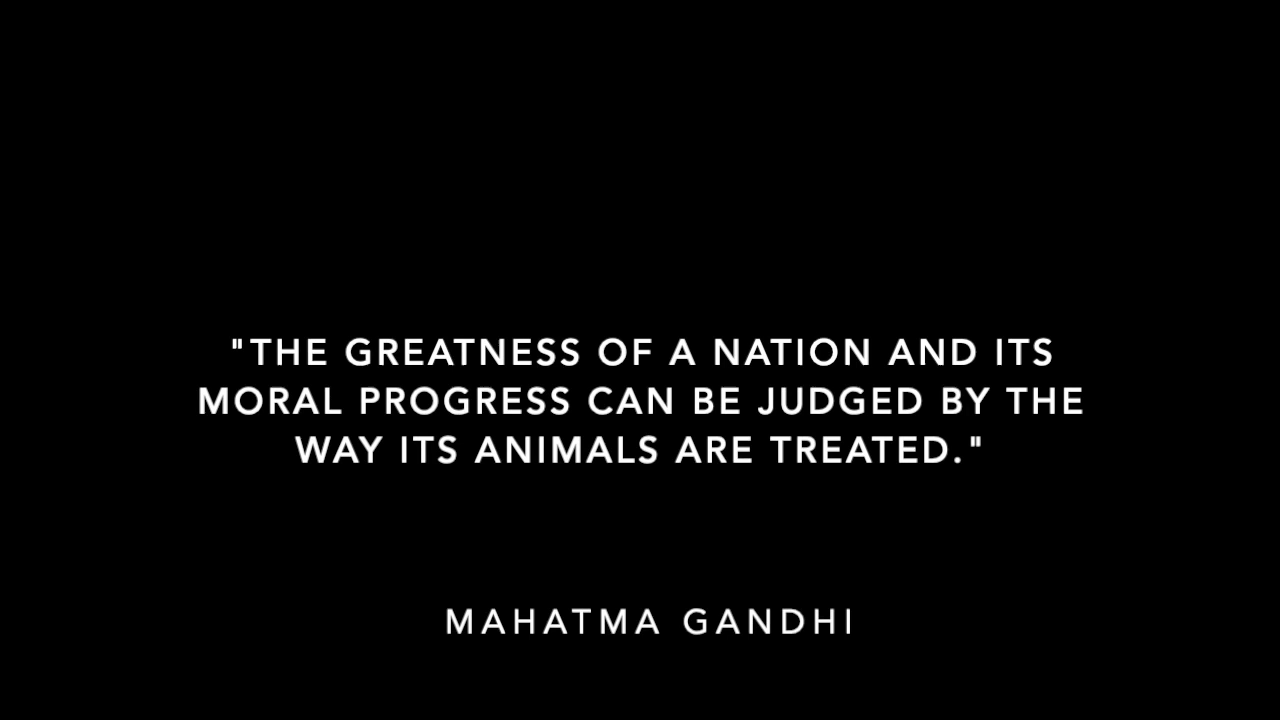 "THE GREATNESS OF A NATION AND ITS
MORAL PROGRESS CAN BE JUDGED BY THE
WAY ITS ANIMALS ARE TREATED."
MAHATMA GANDHI